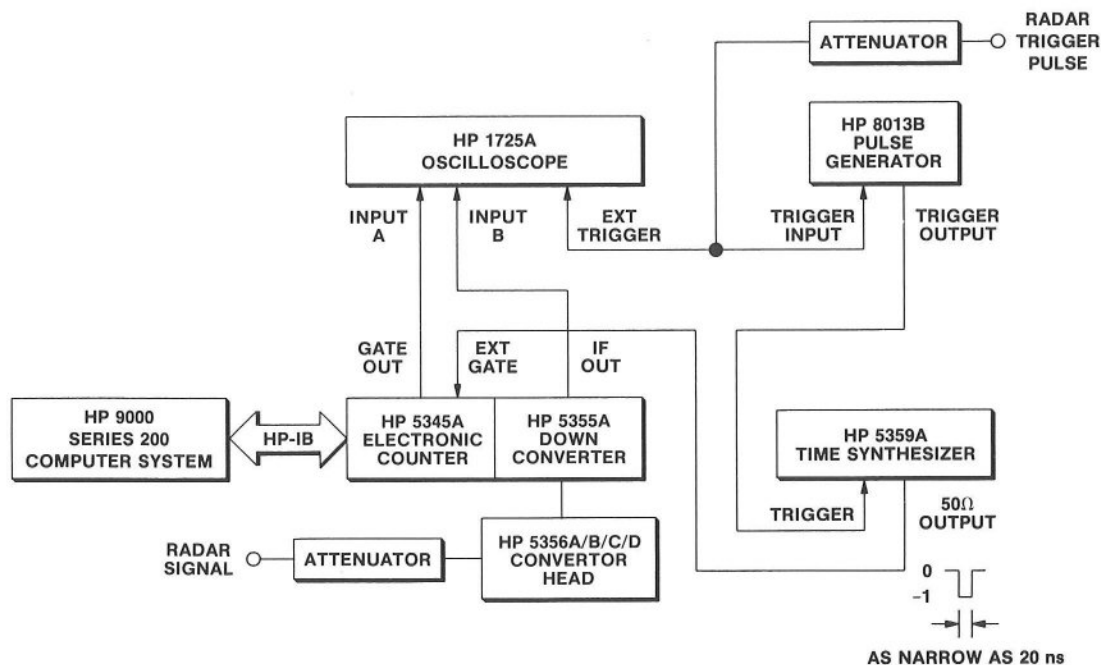 ATTENUATOR
RADAR
TRIGGER
PULSE
HP 1725A
OSCILLOSCOPE
HP 8013B
PULSE
GENERATOR
INPUT
A
INPUT
B
EXT
TRIGGER
TRIGGER
INPUT
TRIGGER
OUTPUT
GATE
OUT
EXT
GATE
IF
OUT
HP 9000
SERIES 200
COMPUTER SYSTEM
HP-IB
HP 5345A
ELECTRONIC
COUNTER
HP 5355A
DOWN
CONVERTER
HP 5359A
TIME SYNTHESIZER
TRIGGER
50Ω
OUTPUT
RADAR
SIGNAL
ATTENUATOR
HP 5356A/B/C/D
CONVERTOR
HEAD
0
–1
AS NARROW AS 20 ns